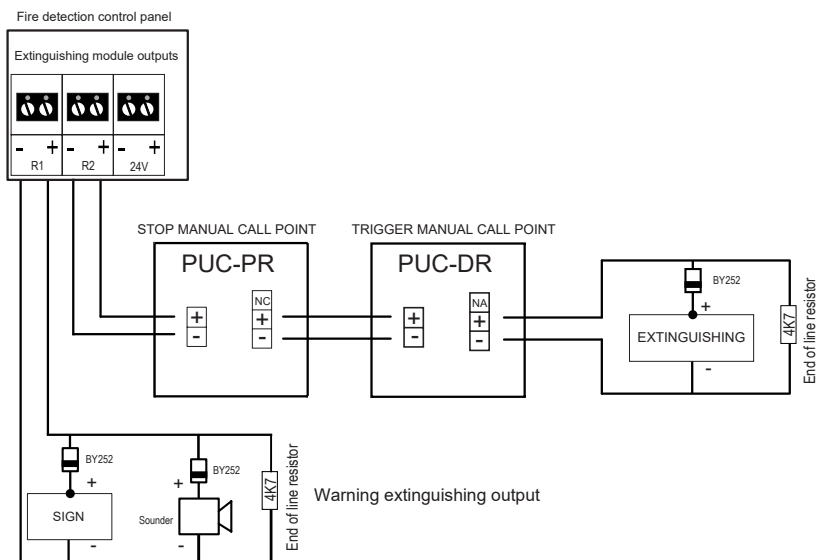 Fire detection control panel
Extinguishing module outputs
- + - + - +
R1 R2 24V
STOP MANUAL CALL POINT
TRIGGER MANUAL CALL POINT
PUC-PR
PUC-DR
NC
+ +
- -
NA
+ +
- -
BY252
+
EXTINGUISHING
-
4K7
End of line resistor
BY252
+
SIGN
-
BY252
+
Sounder
-
4K7
End of line resistor
Warning extinguishing output